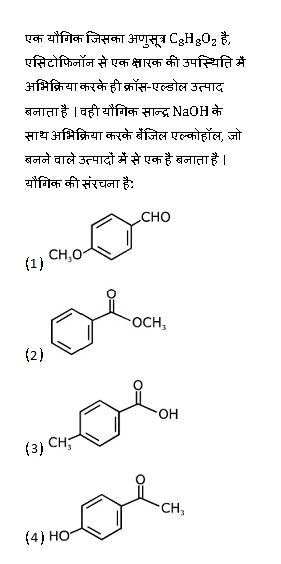 एक यौगिक जिसका अणुसूत्र C₈H₈O₂ है,
एसिटोफिनॉन से एक क्षारक की उपस्थिति में
अभिक्रिया करके ही क्रॉस-एल्डोल उत्पाद
बनाता है। वही यौगिक सान्द्र NaOH के
साथ अभिक्रिया करके बेंजिल एल्कोहॉल, जो
बनने वाले उत्पादों में से एक है बनाता है।
यौगिक की संरचना है:
CHO
(1) CH₃O
O
OCH₃
(2)
O
OH
(3) CH₃
O
CH₃
(4) HO